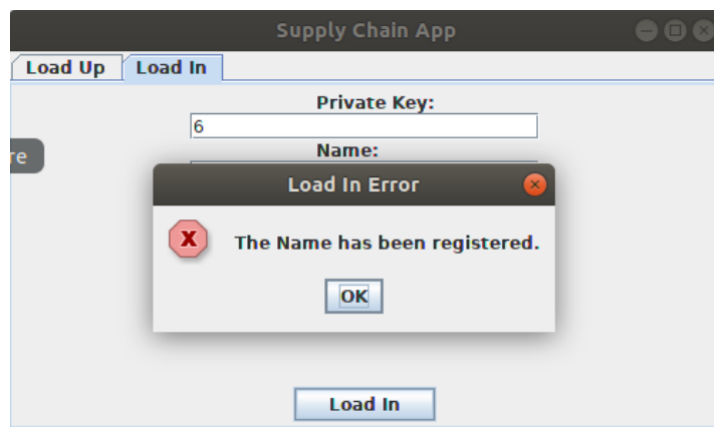 Supply Chain App
Load Up Load In
Private Key:
6
re
Name:
Load In Error
The Name has been registered.
OK
Load In